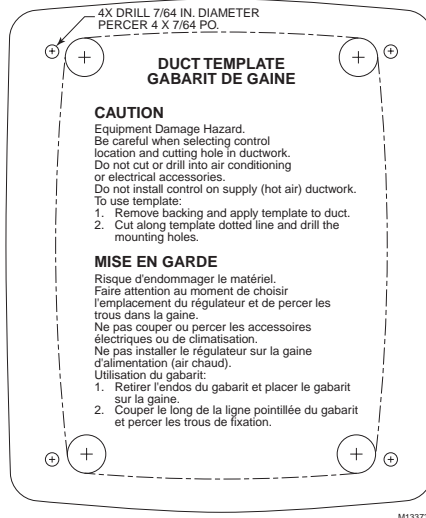 4X DRILL 7/64 IN. DIAMETER
PERCER 4 X 7/64 PO.
DUCT TEMPLATE
GABARIT DE GAINE
CAUTION
Equipment Damage Hazard.
Be careful when selecting control
location and cutting hole in ductwork.
Do not cut or drill into air conditioning
or electrical accessories.
Do not install control on supply (hot air) ductwork.
To use template:
1. Remove backing and apply template to duct.
2. Cut along template dotted line and drill the
mounting holes.
MISE EN GARDE
Risque d'endommager le matériel.
Faire attention au moment de choisir
l'emplacement du régulateur et de percer les
trous dans la gaine.
Ne pas couper ou percer les accessoires
électriques ou de climatisation.
Ne pas installer le régulateur sur la gaine
d'alimentation (air chaud).
Utilisation du gabarit:
1. Retirer l'endos du gabarit et placer le gabarit
sur la gaine.
2. Couper le long de la ligne pointillée du gabarit
et percer les trous de fixation.